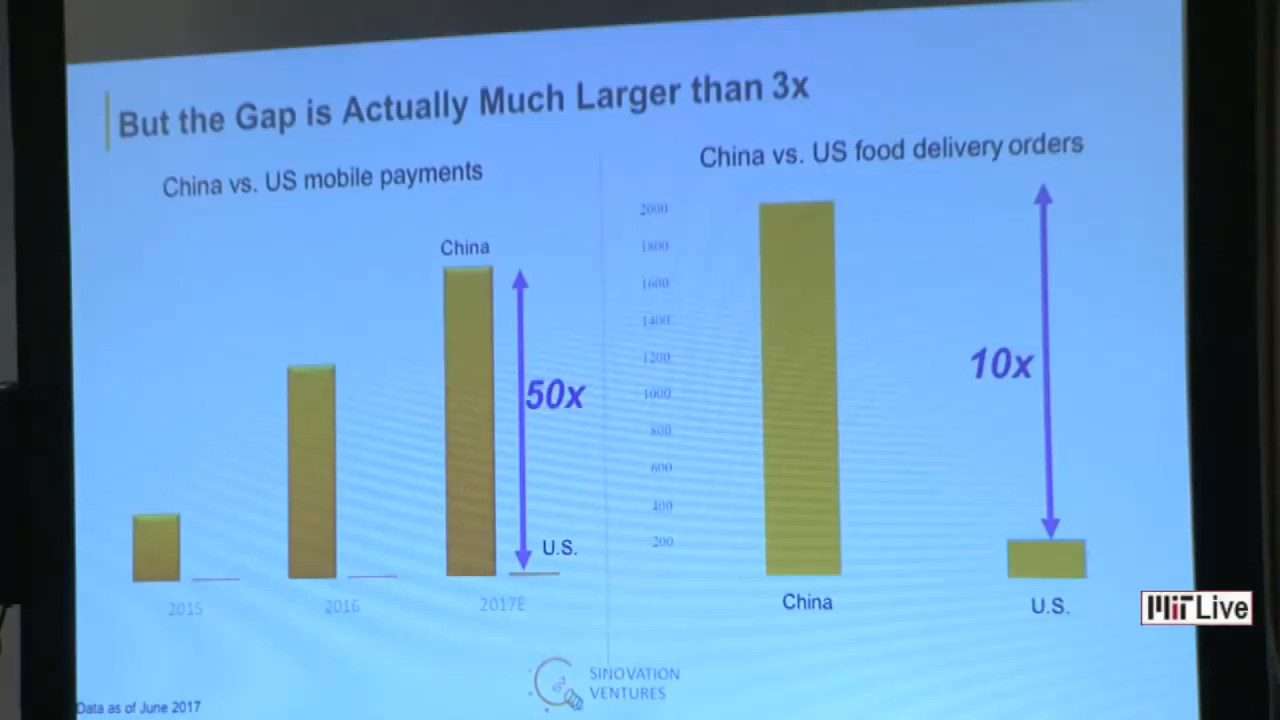 But the Gap is Actually Much Larger than 3x
China vs. US mobile payments
China
50x
U.S.
2015
2016
2017E
China vs. US food delivery orders
2000
1800
1600
1400
1200
1000
800
600
400
200
10x
China
U.S.
SINOVATION
VENTURES
Data as of June 2017
MIT Live